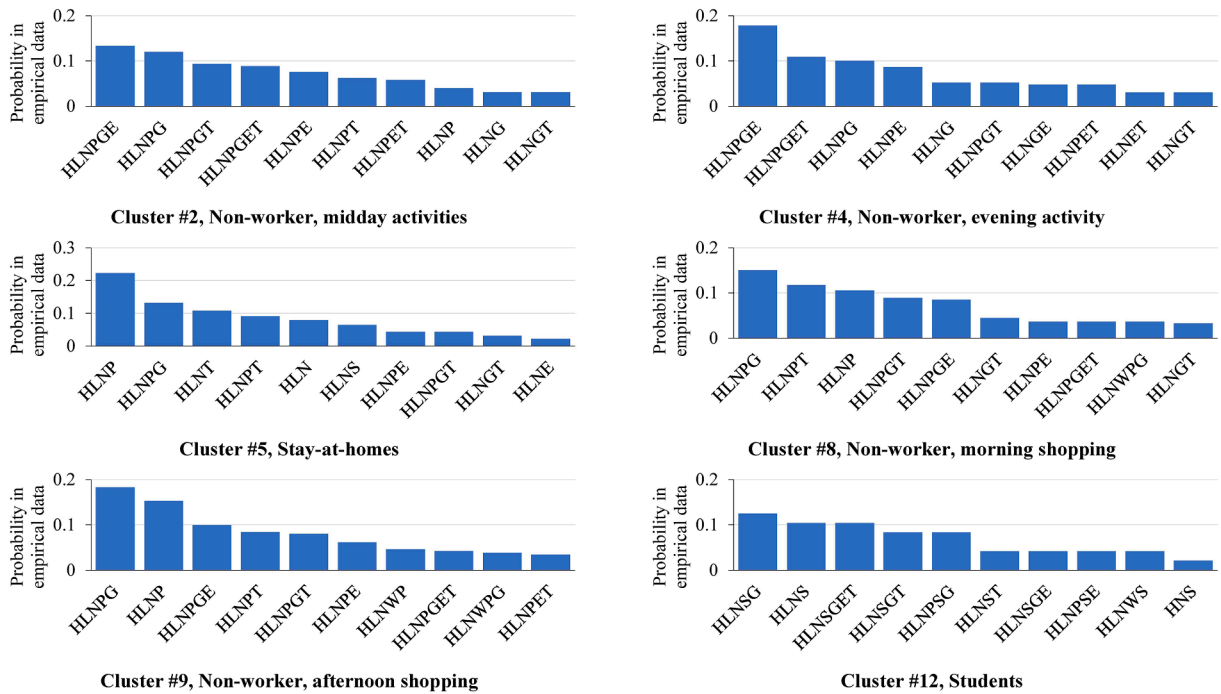 Probability in
empirical data
0.2
0.1
0
HLNPGE
HLNPG
HLNPGT
HLNPGET
HLNPE
HLNPT
HLNPET
HLNP
HLNG
HLNGT
Cluster #2, Non-worker, midday activities
Probability in
empirical data
0.2
0.1
0
HLNPGE
HLNPGET
HLNPG
HLNPE
HLNG
HLNPGT
HLNGE
HLNPET
HLNET
HLNGT
Cluster #4, Non-worker, evening activity
Probability in
empirical data
0.3
0.2
0.1
0
HLNP
HLNPG
HLNT
HLNPT
HLN
HLNS
HLNPE
HLNPGT
HLNGT
HLNE
Cluster #5, Stay-at-homes
Probability in
empirical data
0.2
0.1
0
HLNPG
HLNPT
HLNP
HLNPGT
HLNPGE
HLNGT
HLNPE
HLNPGET
HLNWPG
HLNGT
Cluster #8, Non-worker, morning shopping
Probability in
empirical data
0.2
0.1
0
HLNPG
HLNP
HLNPGE
HLNPT
HLNPGT
HLNPE
HLNWP
HLNPGET
HLNWPG
HLNPET
Cluster #9, Non-worker, afternoon shopping
Probability in
empirical data
0.2
0.1
0
HLNSG
HLNS
HLNSGET
HLNSGT
HLNPSG
HLNST
HLNSGE
HLNPSE
HLNWS
HNS
Cluster #12, Students